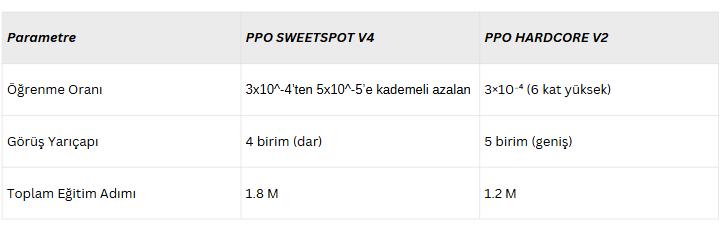 Parametre PPO SWEETSPOT V4 PPO HARDCORE V2
Öğrenme Oranı 3x10^-4'ten 5x10^-5'e kademeli azalan 3×10⁻⁴ (6 kat yüksek)
Görüş Yarıçapı 4 birim (dar) 5 birim (geniş)
Toplam Eğitim Adımı 1.8 M 1.2 M